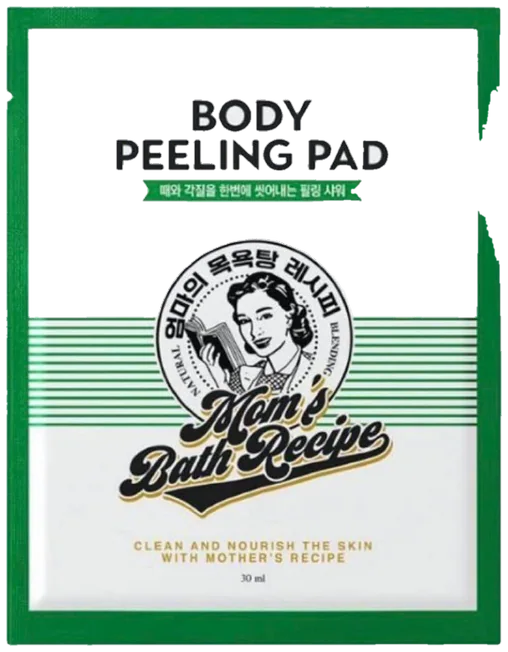 BODY
PEELING PAD
때와 각질을 한번에 씻어내는 필링 샤워
엄마의 목욕탕 레시피
NATURAL
BLENDING
Mom's
Bath Recipe
CLEAN AND NOURISH THE SKIN
WITH MOTHER'S RECIPE
30 ml